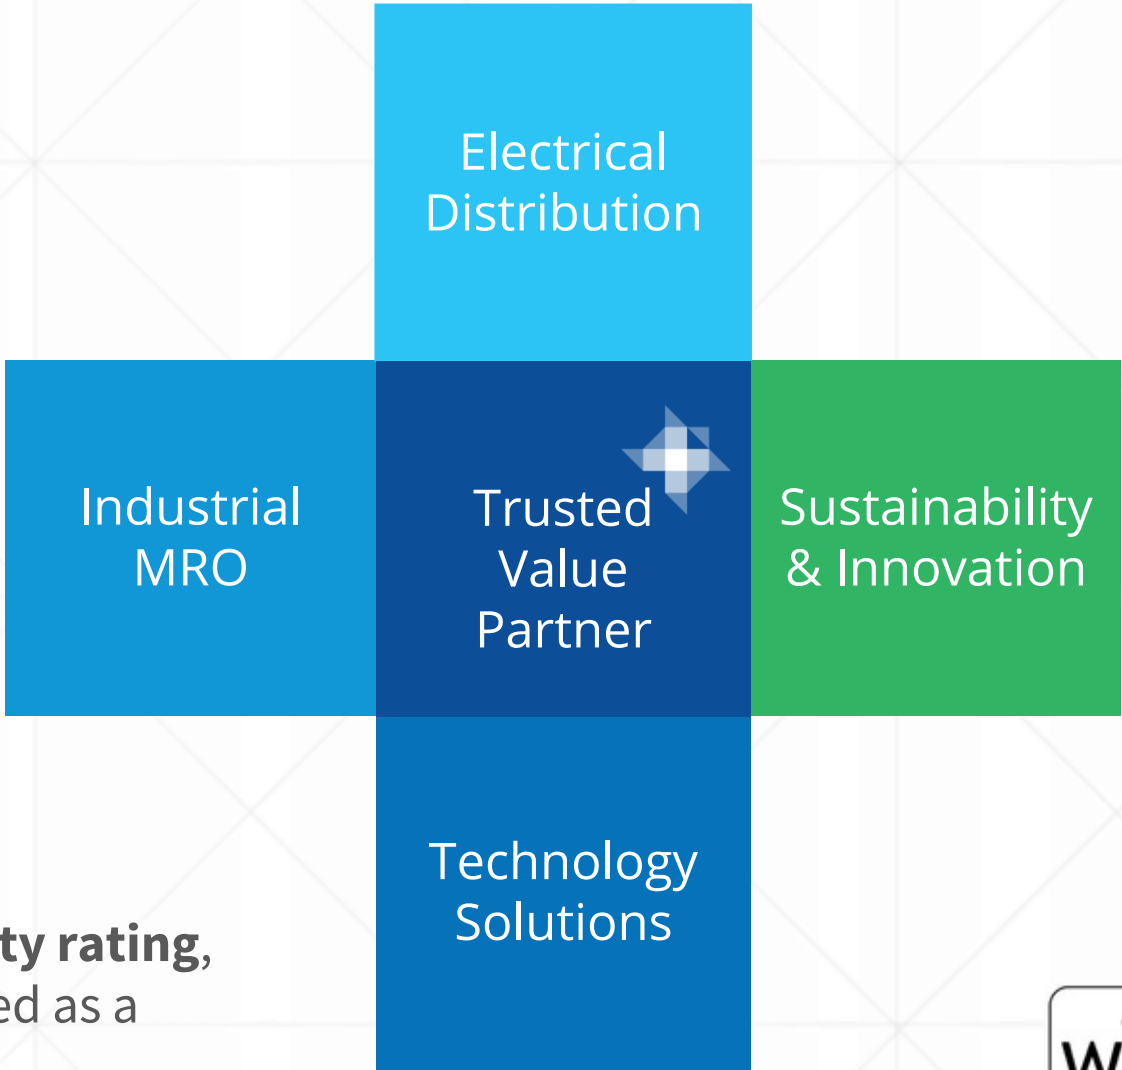 Electrical
Distribution
Industrial
MRO
Trusted
Value
Partner
Sustainability
& Innovation
Technology
Solutions
ty rating,
ed as a
W